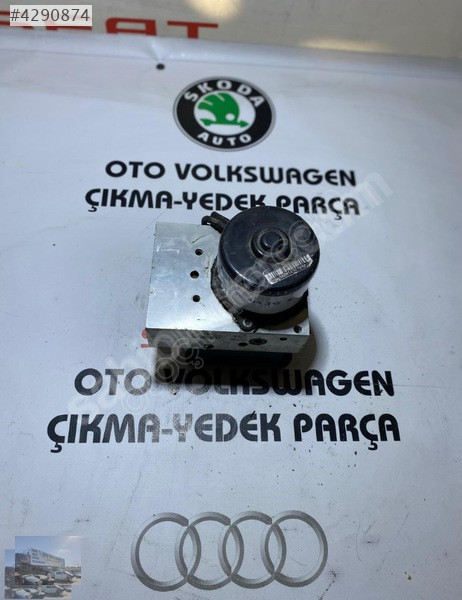 #4290874
SKODA
AUTO
OTO VOLKSWAGEN
ÇIKMA-YEDEK PARÇA
OTO VOLKSWAGEN
ÇIKMA-YEDEK PARÇA